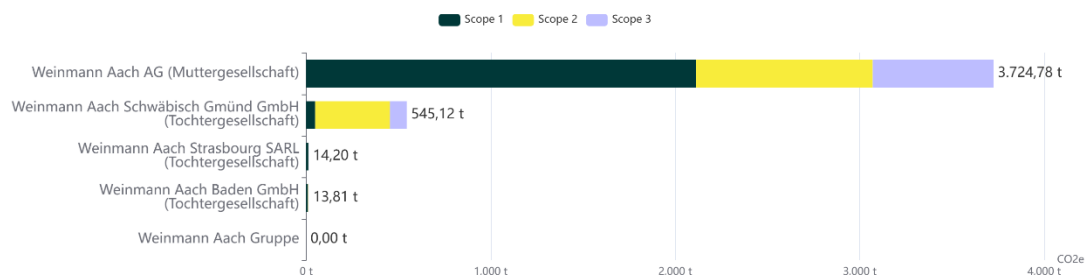 Scope 1 Scope 2 Scope 3
Weinmann Aach AG (Muttergesellschaft) 3.724,78 t
Weinmann Aach Schwäbisch Gmünd GmbH
(Tochtergesellschaft) 545,12 t
Weinmann Aach Strasbourg SARL
(Tochtergesellschaft) 14,20 t
Weinmann Aach Baden GmbH
(Tochtergesellschaft) 13,81 t
Weinmann Aach Gruppe 0,00 t
CO2e
0 t 1.000 t 2.000 t 3.000 t 4.000 t